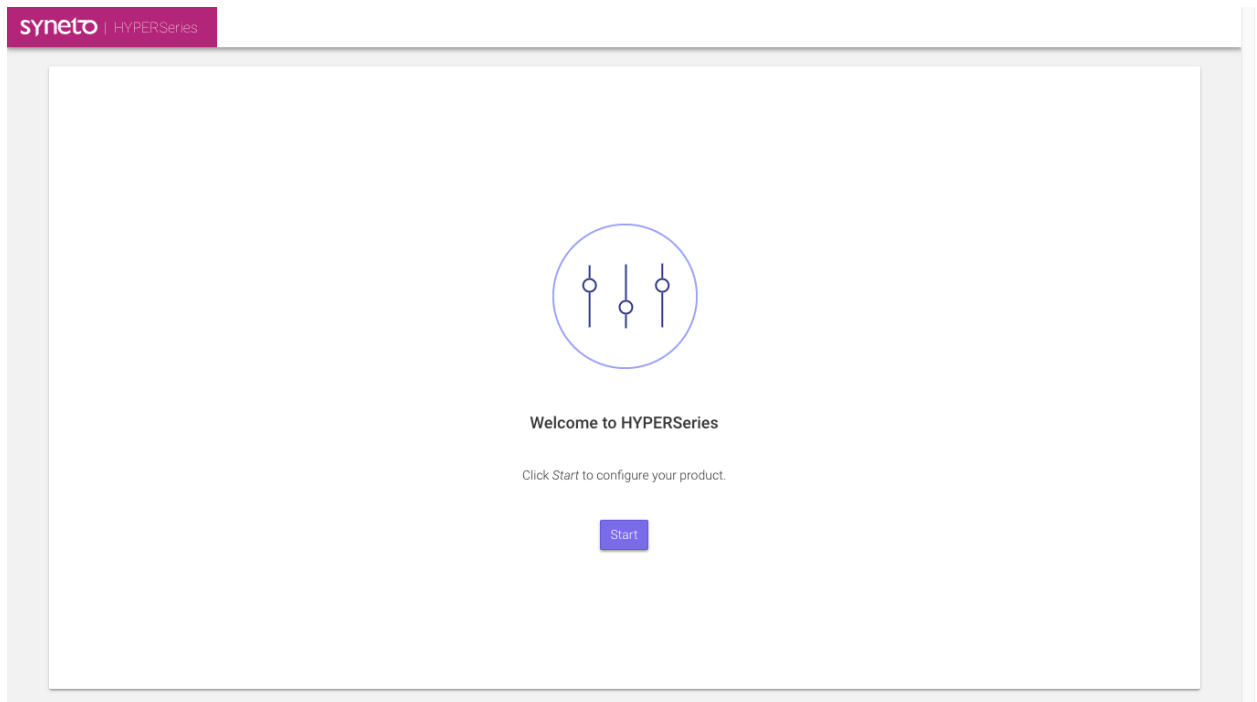 syneto | HYPERSeries
Welcome to HYPERSeries
Click Start to configure your product.
Start